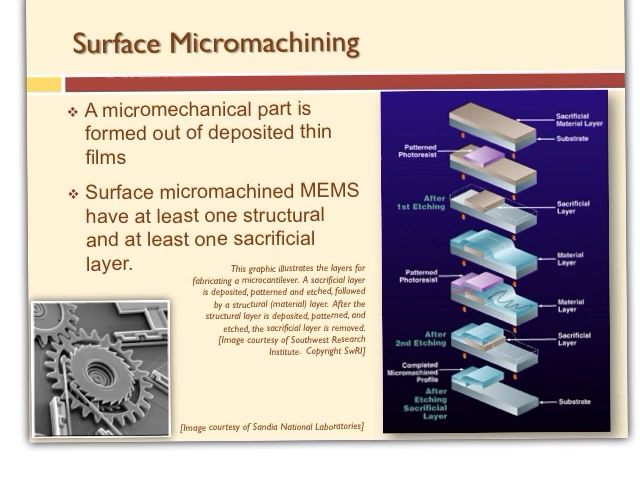 Surface Micromachining
A micromechanical part is
formed out of deposited thin
films
Surface micromachined MEMS
have at least one structural
and at least one sacrificial
layer.
This graphic illustrates the layers for
fabricating a microcantilever. A sacrificial layer
is deposited, patterned and etched, followed
by a structural (material) layer. After the
structural layer is deposited, patterned, and
etched, the sacrificial layer is removed.
[Image courtesy of Southwest Research
Institute. Copyright SwRI]
[Image courtesy of Sandia National Laboratories]
Sacrificial
Material Layer
Substrate
Patterned
Photoresist
After
1st Etching
Sacrificial
Layer
Material
Layer
Patterned
Photoresist
Material
Layer
After
2nd Etching
Sacrificial
Layer
Completed
Micromachined
Profile
After
Etching
Sacrificial
Layer
Substrate